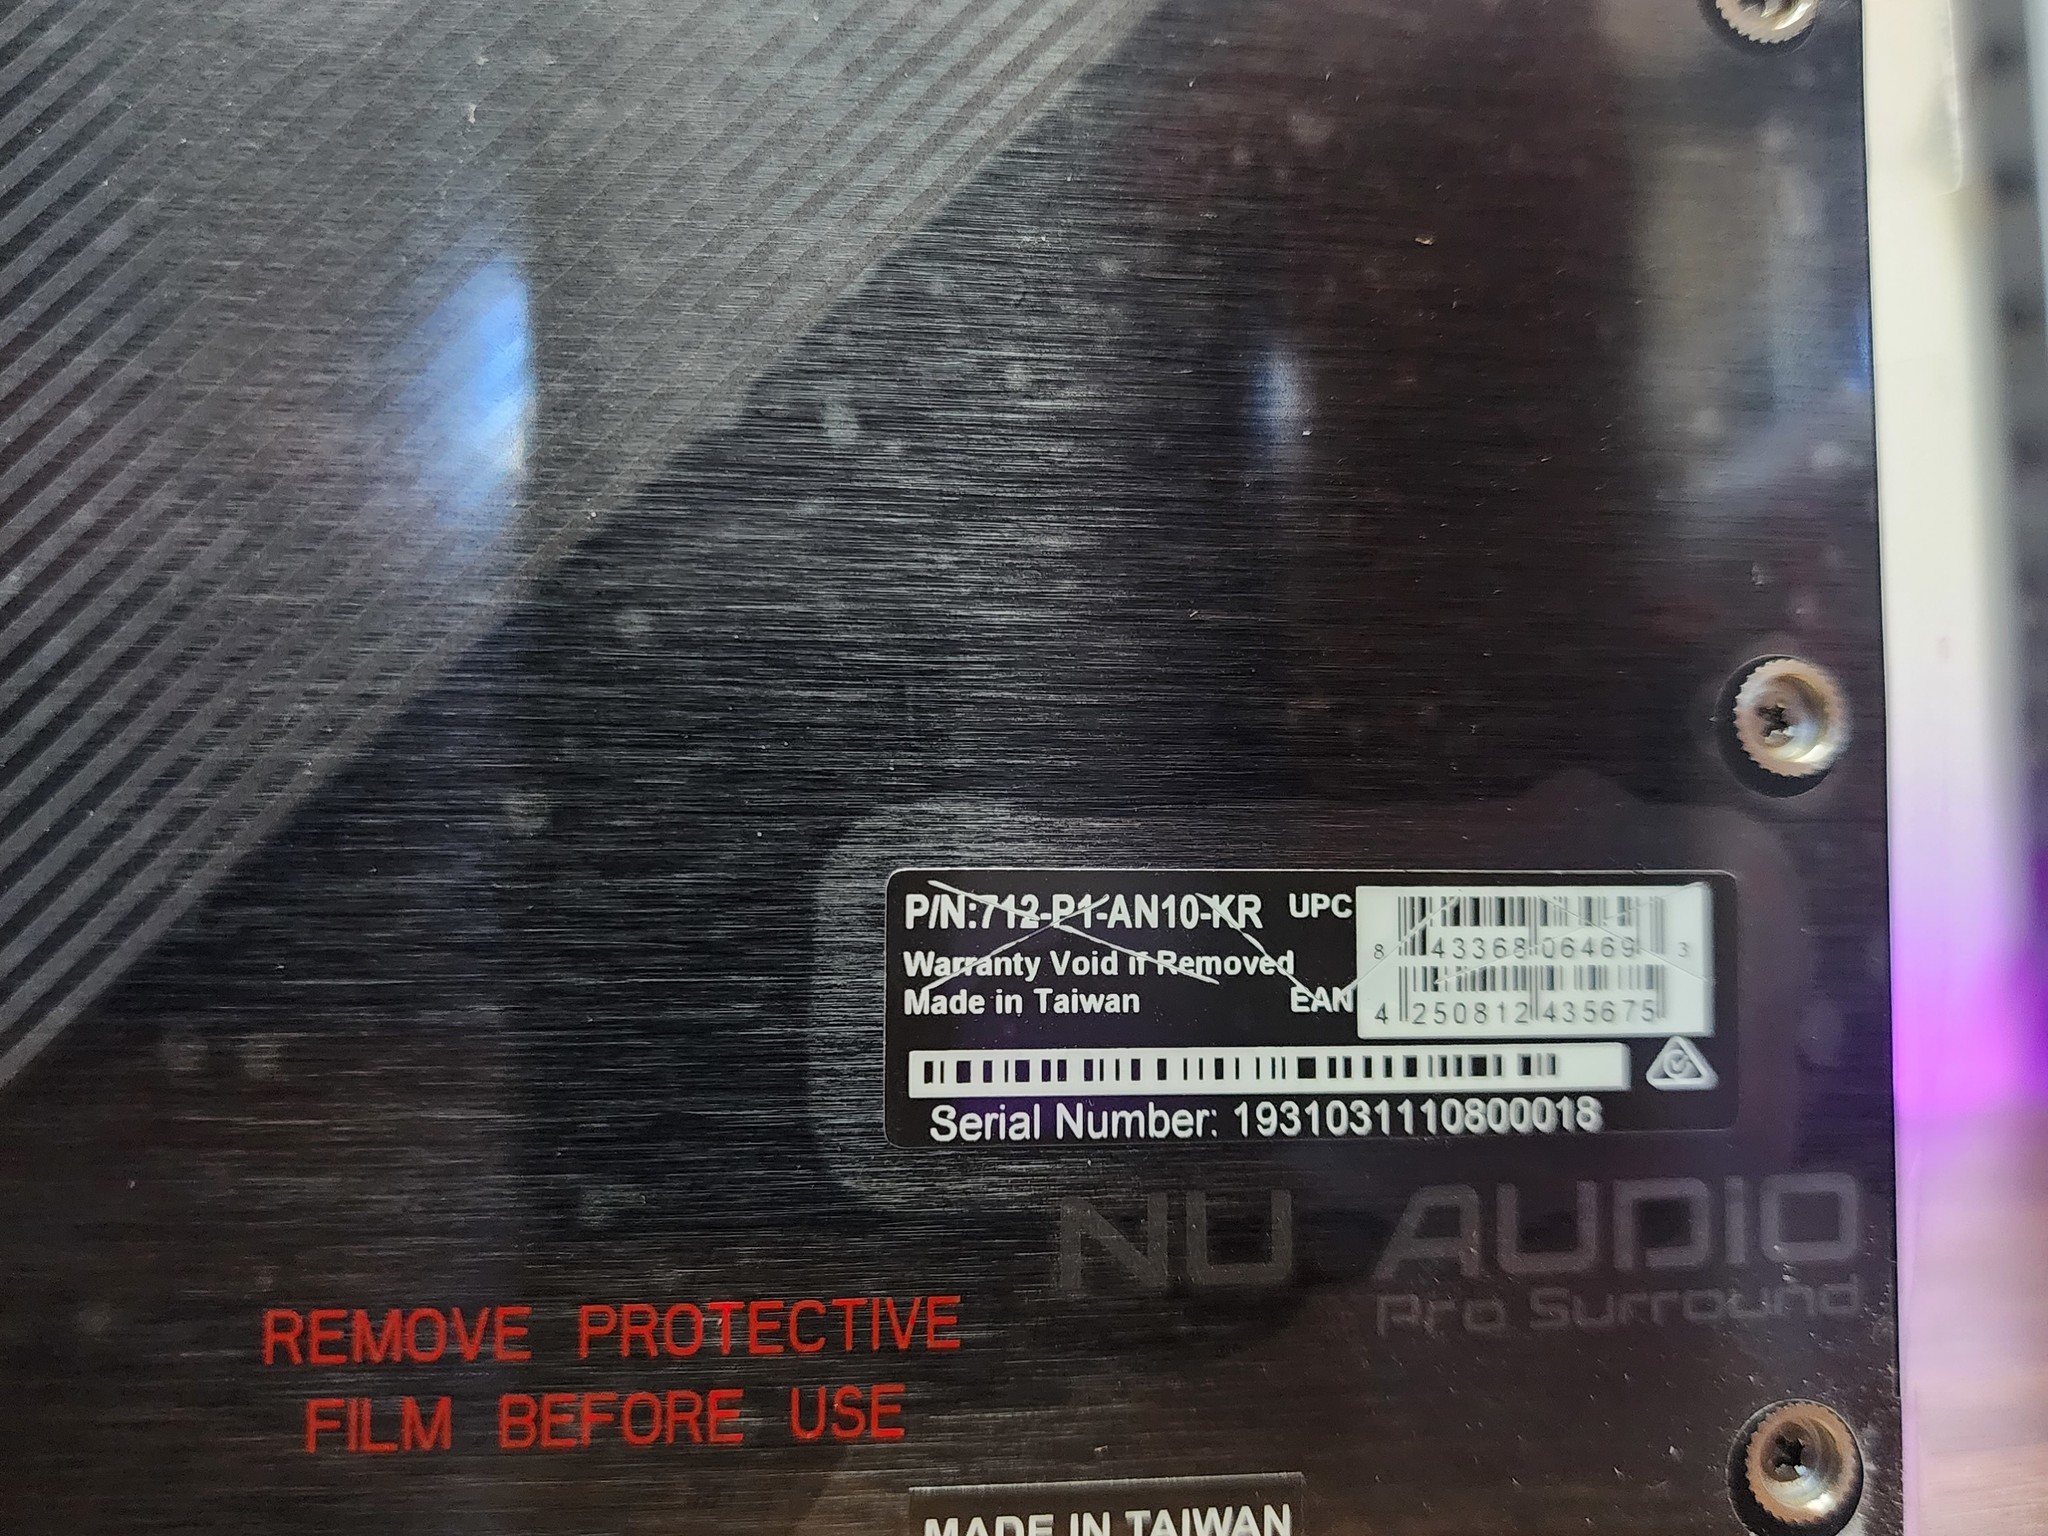 P/N:712-P1-AN10-KR UPC
8 43368 06469 3
Warranty Void if Removed
Made in Taiwan EAN
4 250812 435675
Serial Number: 1931031110800018
NU AUDIO
Pro Surround
REMOVE PROTECTIVE
FILM BEFORE USE
MADE IN TAIWAN